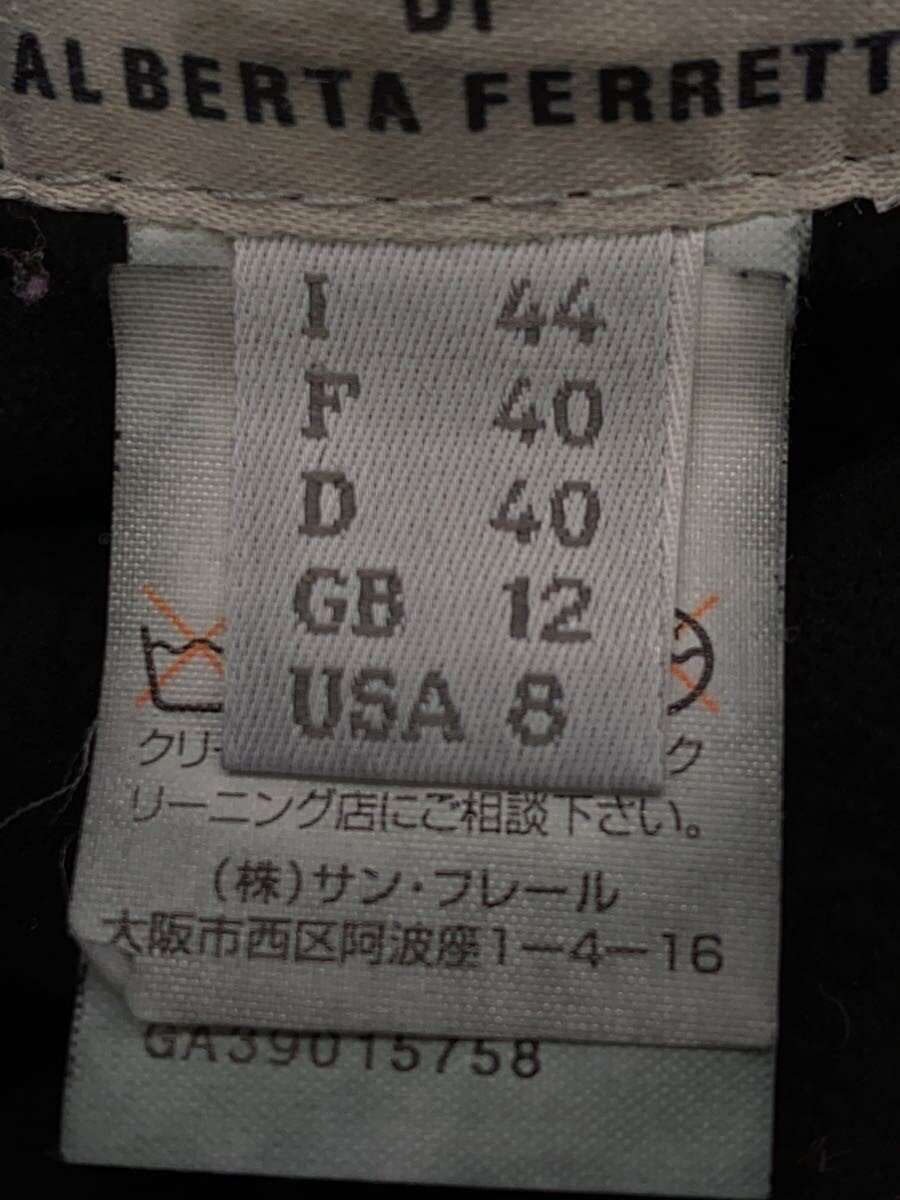 DI
ALBERTA FERRETT
I 44
F 40
D 40
GB 12
USA 8
クリー ク
リーニング店にご相談下さい。
(株)サン・フレール
大阪市西区阿波座1-4-16
GA39015758